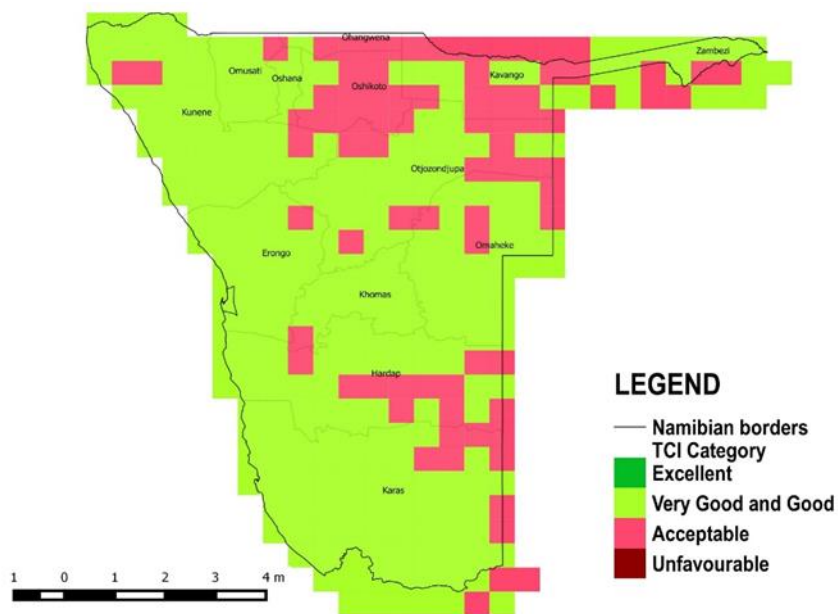 Ohangwena
Zambezi
Omusati
Oshana
Oshikoto
Kavango
Kunene
Otjozondjupa
Erongo
Omaheke
Khomas
Hardap
Karas
LEGEND
Namibian borders
TCI Category
Excellent
Very Good and Good
Acceptable
Unfavourable
1 0 1 2 3 4 m